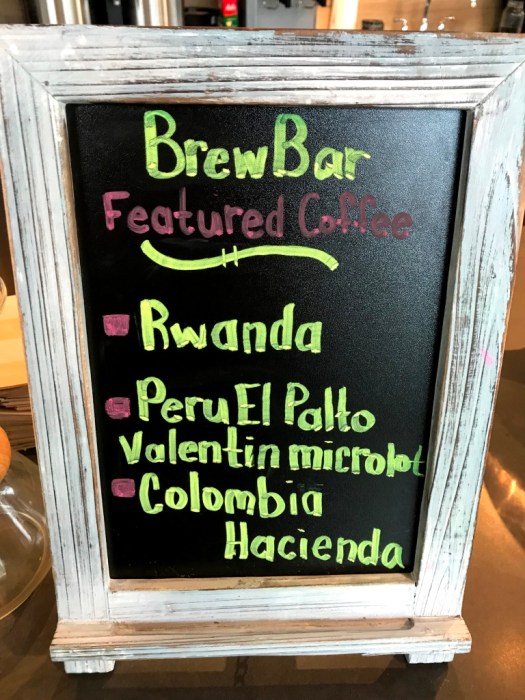 BrewBar
Featured Coffee
Rwanda
Peru El Palto
Valentin microlot
Colombia
Hacienda